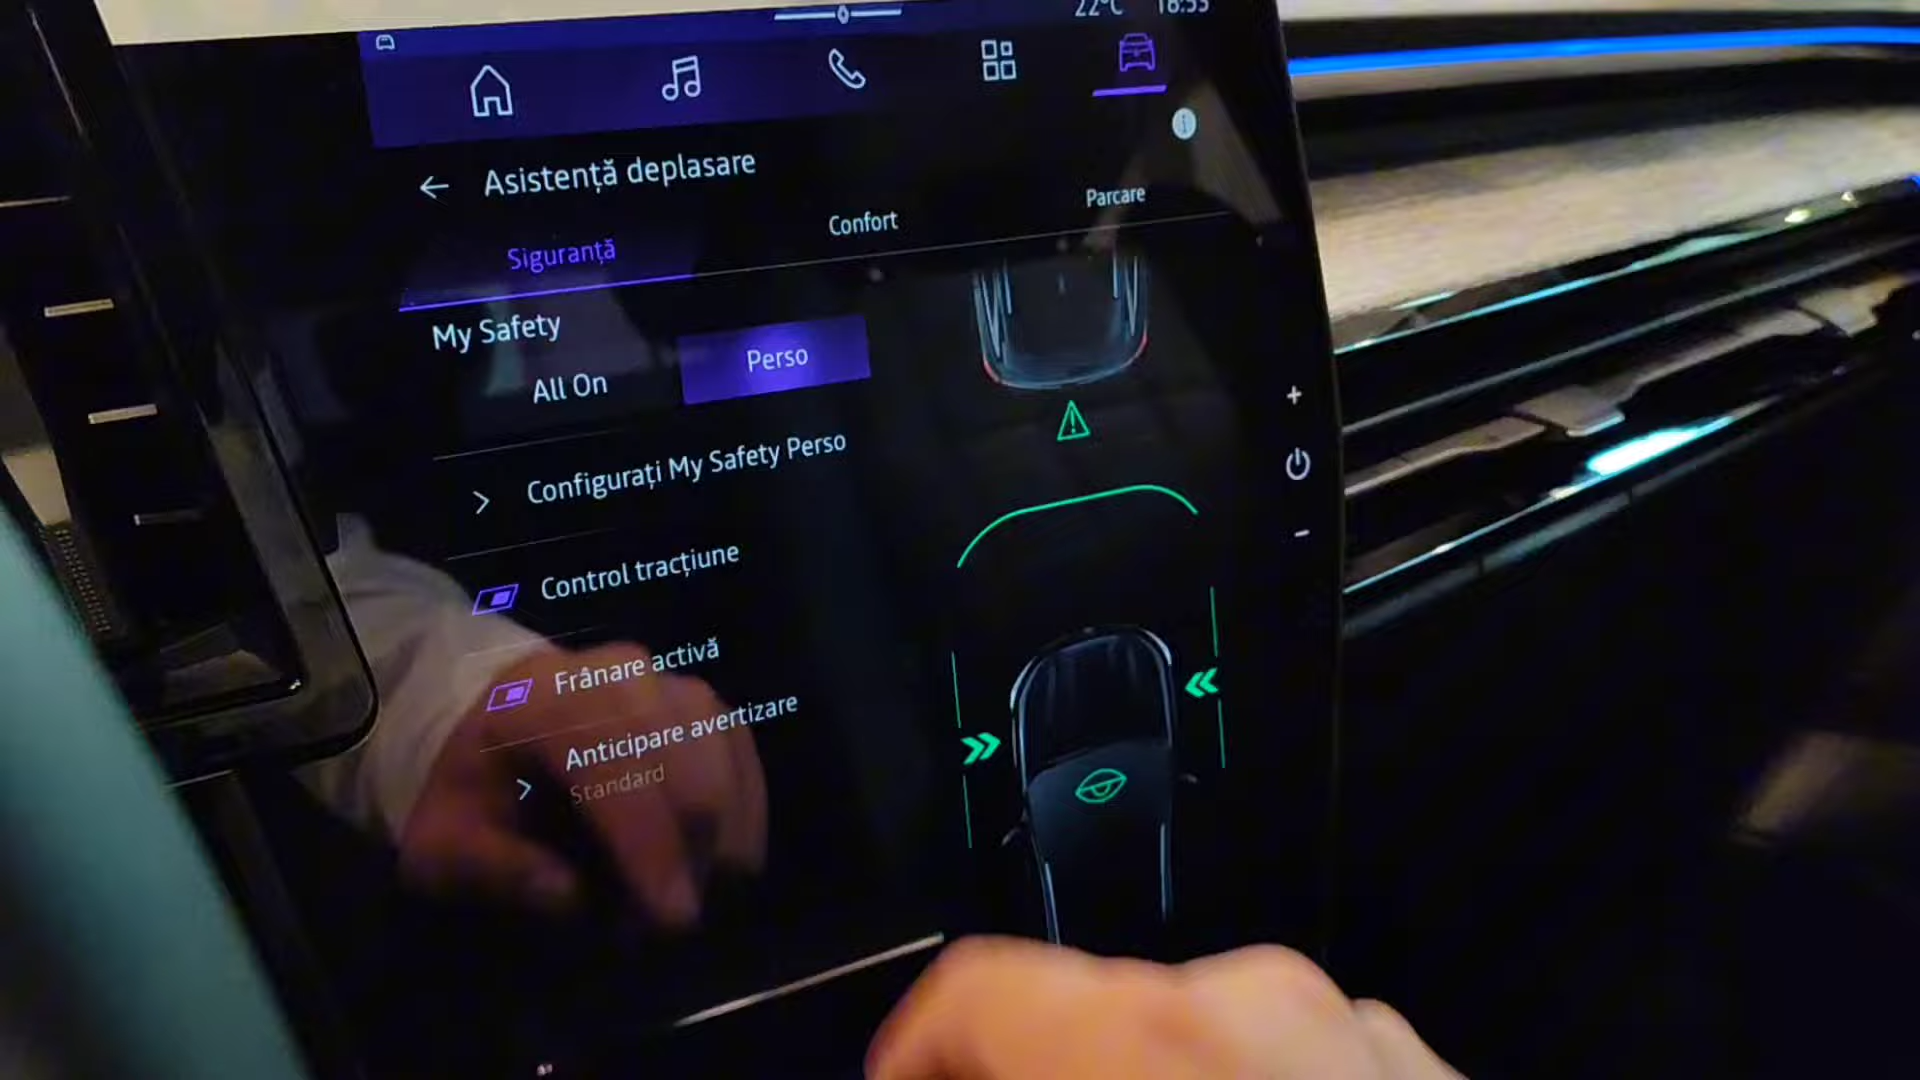 22°C 18:53
Asistență deplasare
Siguranță Confort Parcare
My Safety
All On Perso
Configurați My Safety Perso
Control tracțiune
Frânare activă
Anticipare avertizare
Standard